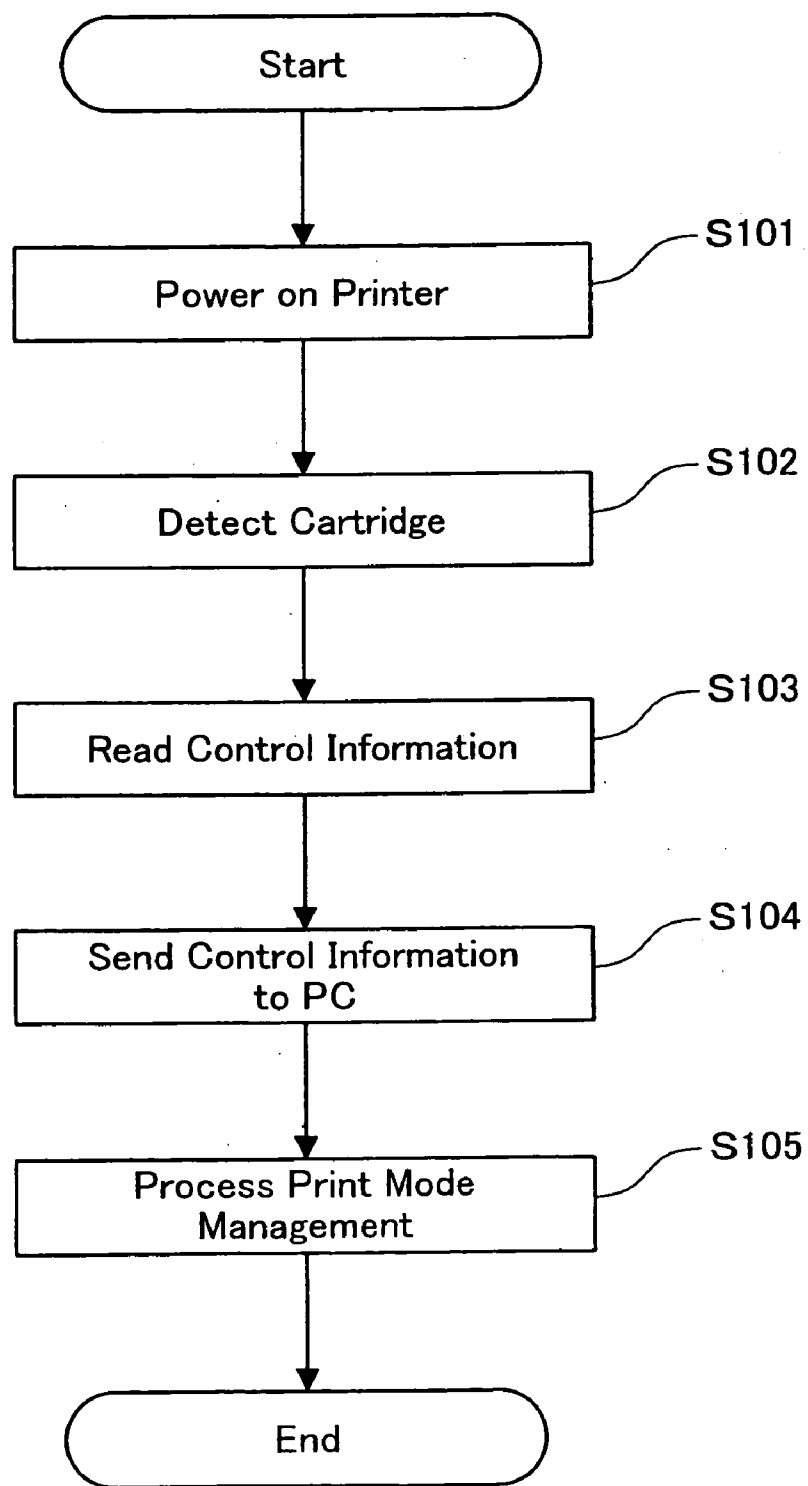 Start
S101
Power on Printer
S102
Detect Cartridge
S103
Read Control Information
S104
Send Control Information
to PC
S105
Process Print Mode
Management
End